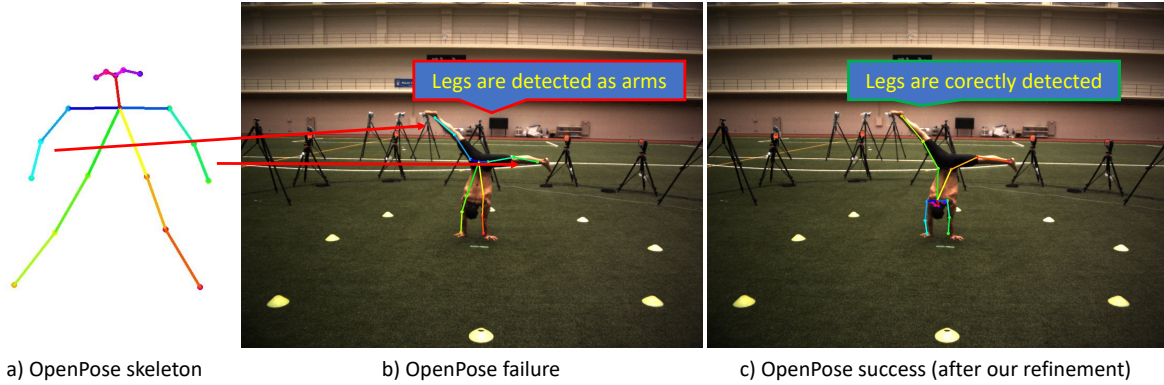 Legs are detected as arms
Legs are corectly detected
a) OpenPose skeleton
b) OpenPose failure
c) OpenPose success (after our refinement)